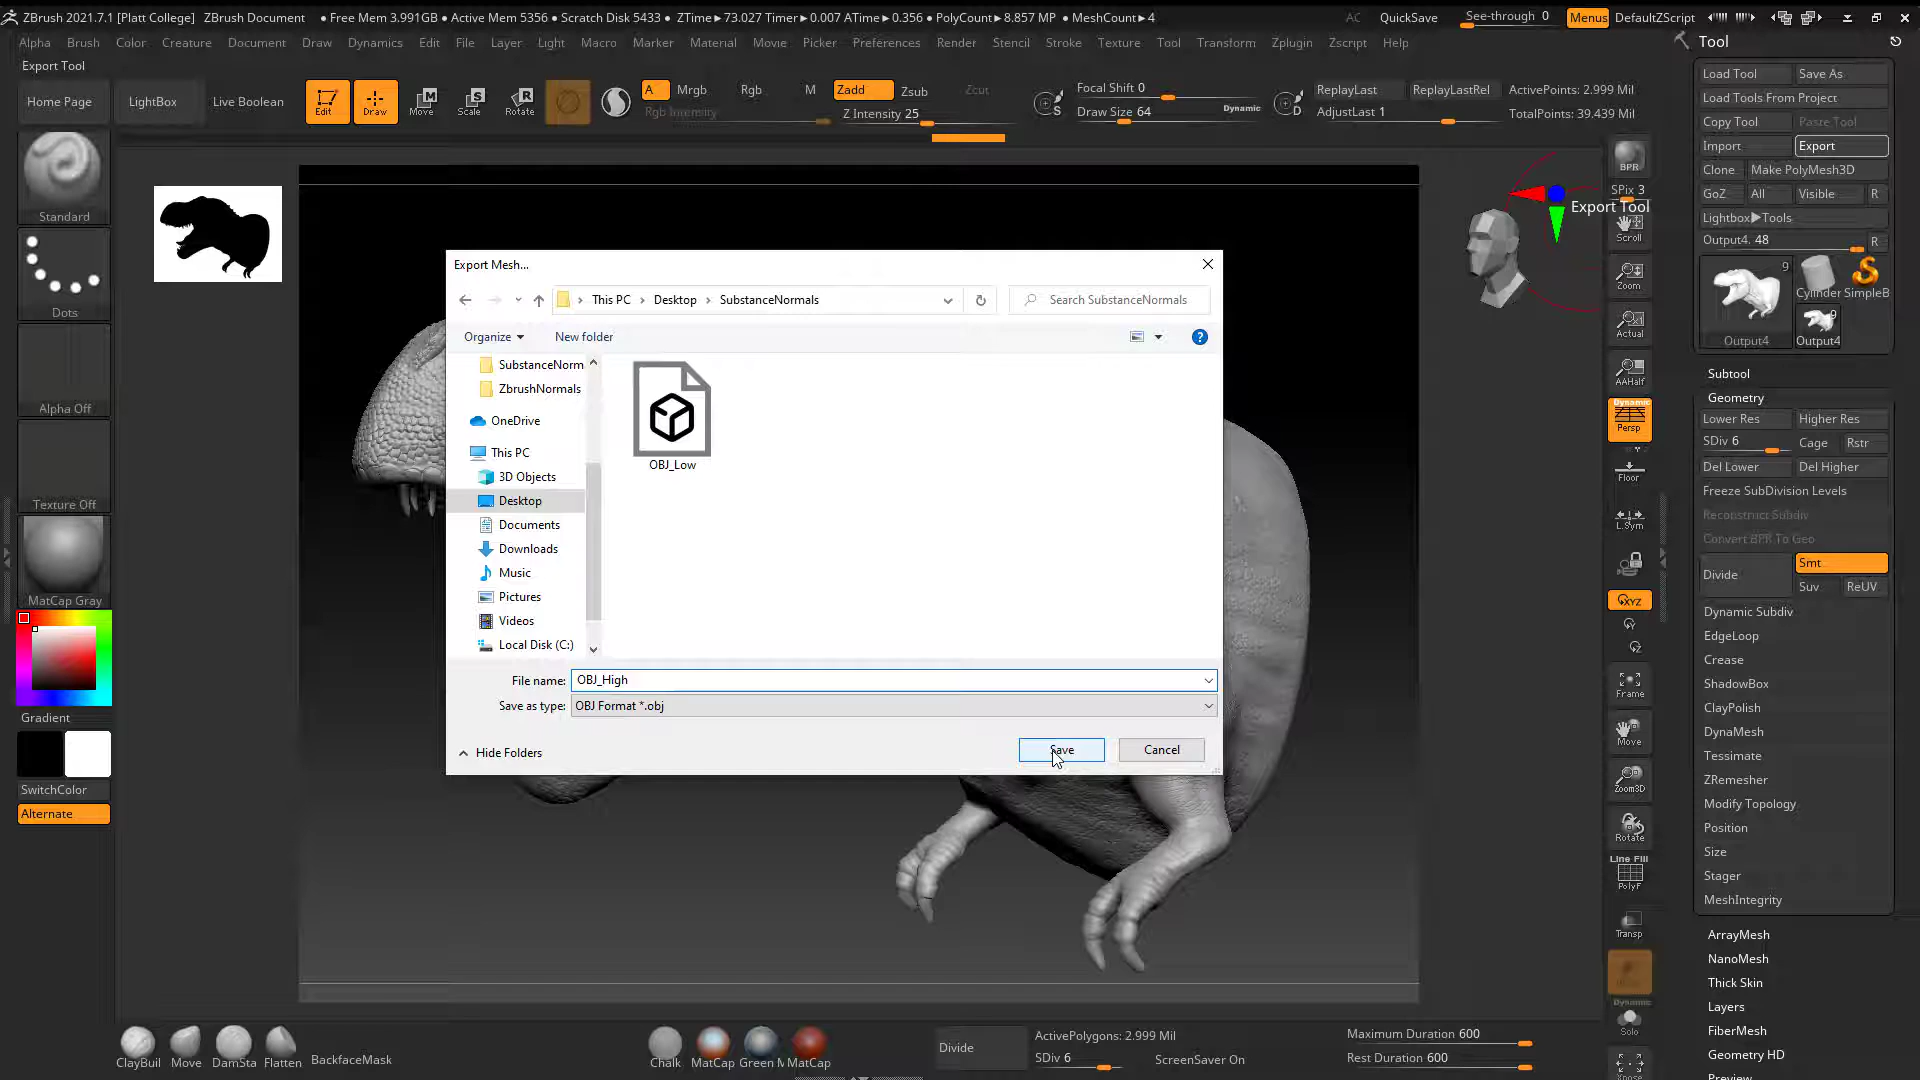 ZBrush 2021.7.1 [Platt College] ZBrush Document • Free Mem 3.991GB • Active Mem 5356 • Scratch Disk 5433 • ZTime▸73.027 Timer▸0.007 ATime▸0.356 • PolyCount▸8.857 MP • MeshCount▸4 AC QuickSave See-through 0 Menus DefaultZScript
Alpha Brush Color Creature Document Draw Dynamics Edit File Layer Light Macro Marker Material Movie Picker Preferences Render Stencil Stroke Texture Tool Transform Zplugin Zscript Help
Tool
Export Tool
Load Tool Save As
Load Tools From Project
Copy Tool Paste Tool
Import Export
Clone Make PolyMesh3D
GoZ All Visible R
Lightbox▸Tools
Output4. 48 R
Home Page LightBox Live Boolean Edit Draw Move Scale Rotate
A Mrgb Rgb M Zadd Zsub Zcut
Rgb Intensity Z Intensity 25
S Focal Shift 0
Draw Size 64 Dynamic
D ReplayLast ReplayLastRel
AdjustLast 1
ActivePoints: 2.999 Mil
TotalPoints: 39.439 Mil
Standard
Dots
Alpha Off
Texture Off
MatCap Gray
Gradient
SwitchColor
Alternate
Export Mesh...
This PC Desktop SubstanceNormals Search SubstanceNormals
Organize New folder
SubstanceNorm
ZbrushNormals
OneDrive
This PC
3D Objects
Desktop
Documents
Downloads
Music
Pictures
Videos
Local Disk (C:)
OBJ_Low
File name: OBJ_High
Save as type: OBJ Format *.obj
Hide Folders Save Cancel
Export Tool
BPR
SPix 3
Scroll
Zoom
Actual
AAHalf
Dynamic
Persp
Floor
L.Sym
XYZ
Frame
Move
Zoom3D
Rotate
Line Fill
PolyF
Transp
Dynamic
Solo
Xpose
9
Cylinder SimpleB
9
Output4 Output4
Subtool
Geometry
Lower Res Higher Res
SDiv 6 Cage Rstr
Del Lower Del Higher
Freeze SubDivision Levels
Reconstruct Subdiv
Convert BPR To Geo
Divide Smt
Suv ReUV
Dynamic Subdiv
EdgeLoop
Crease
ShadowBox
ClayPolish
DynaMesh
Tessimate
ZRemesher
Modify Topology
Position
Size
Stager
MeshIntegrity
ArrayMesh
NanoMesh
Thick Skin
Layers
FiberMesh
Geometry HD
Preview
ClayBuil Move DamSta Flatten BackfaceMask
Chalk MatCap Green M MatCap
Divide
ActivePolygons: 2.999 Mil
SDiv 6 ScreenSaver On
Maximum Duration 600
Rest Duration 600